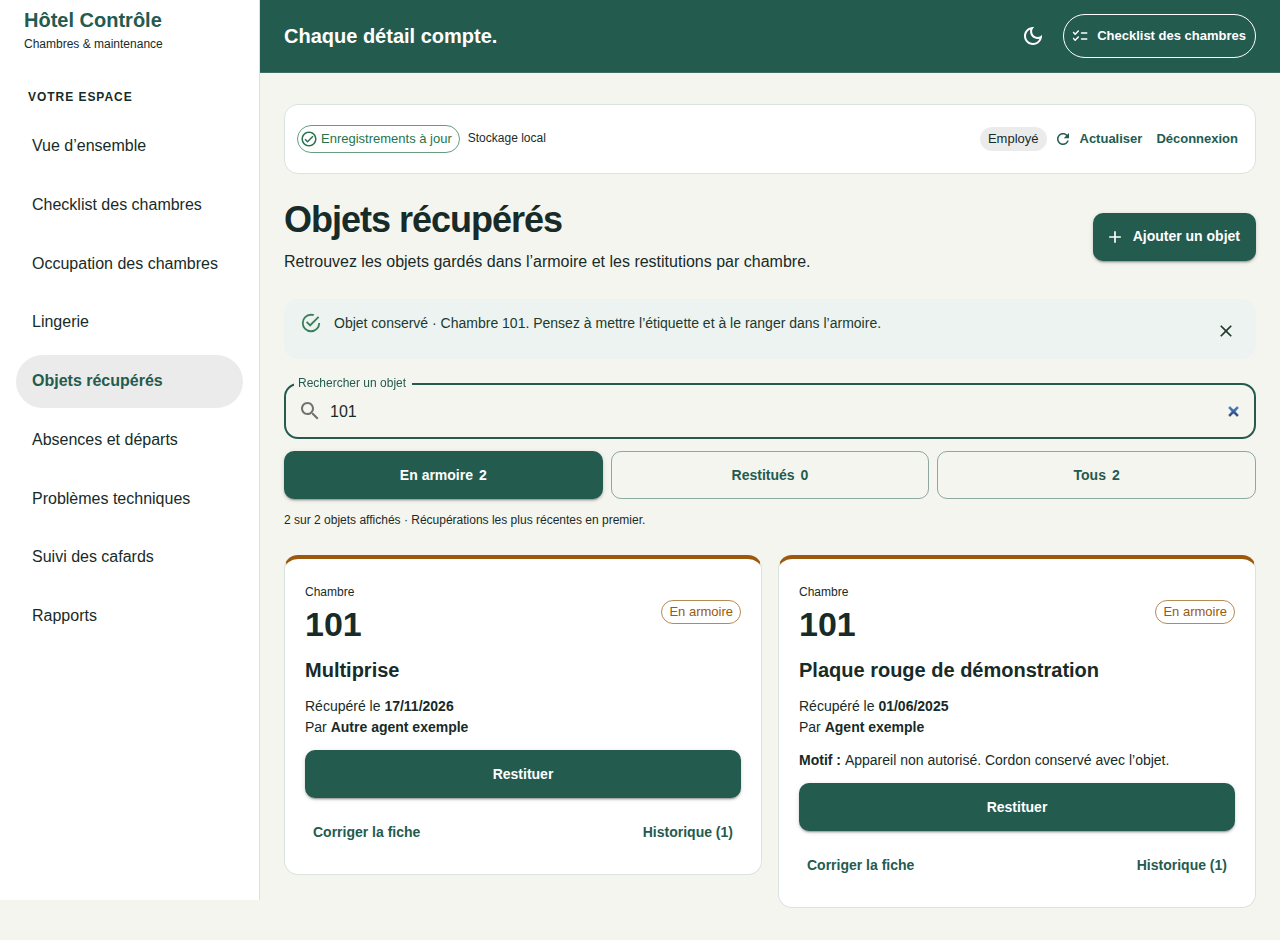 Hôtel Contrôle
Chambres & maintenance
VOTRE ESPACE
Vue d’ensemble
Checklist des chambres
Occupation des chambres
Lingerie
Objets récupérés
Absences et départs
Problèmes techniques
Suivi des cafards
Rapports
Chaque détail compte.
Checklist des chambres
Enregistrements à jour
Stockage local
Employé
Actualiser
Déconnexion
Objets récupérés
Retrouvez les objets gardés dans l’armoire et les restitutions par chambre.
Ajouter un objet
Objet conservé · Chambre 101. Pensez à mettre l’étiquette et à le ranger dans l’armoire.
Rechercher un objet
101
En armoire 2
Restitués 0
Tous 2
2 sur 2 objets affichés · Récupérations les plus récentes en premier.
Chambre
101
En armoire
Multiprise
Récupéré le 17/11/2026
Par Autre agent exemple
Restituer
Corriger la fiche
Historique (1)
Chambre
101
En armoire
Plaque rouge de démonstration
Récupéré le 01/06/2025
Par Agent exemple
Motif : Appareil non autorisé. Cordon conservé avec l’objet.
Restituer
Corriger la fiche
Historique (1)